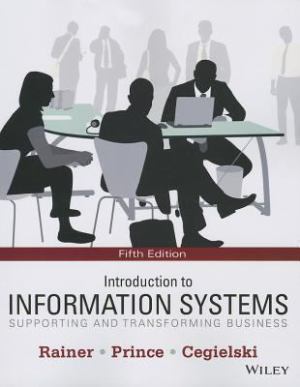 Fifth Edition
Introduction to
INFORMATION SYSTEMS
SUPPORTING AND TRANSFORMING BUSINESS
Rainer • Prince • Cegielski
WILEY